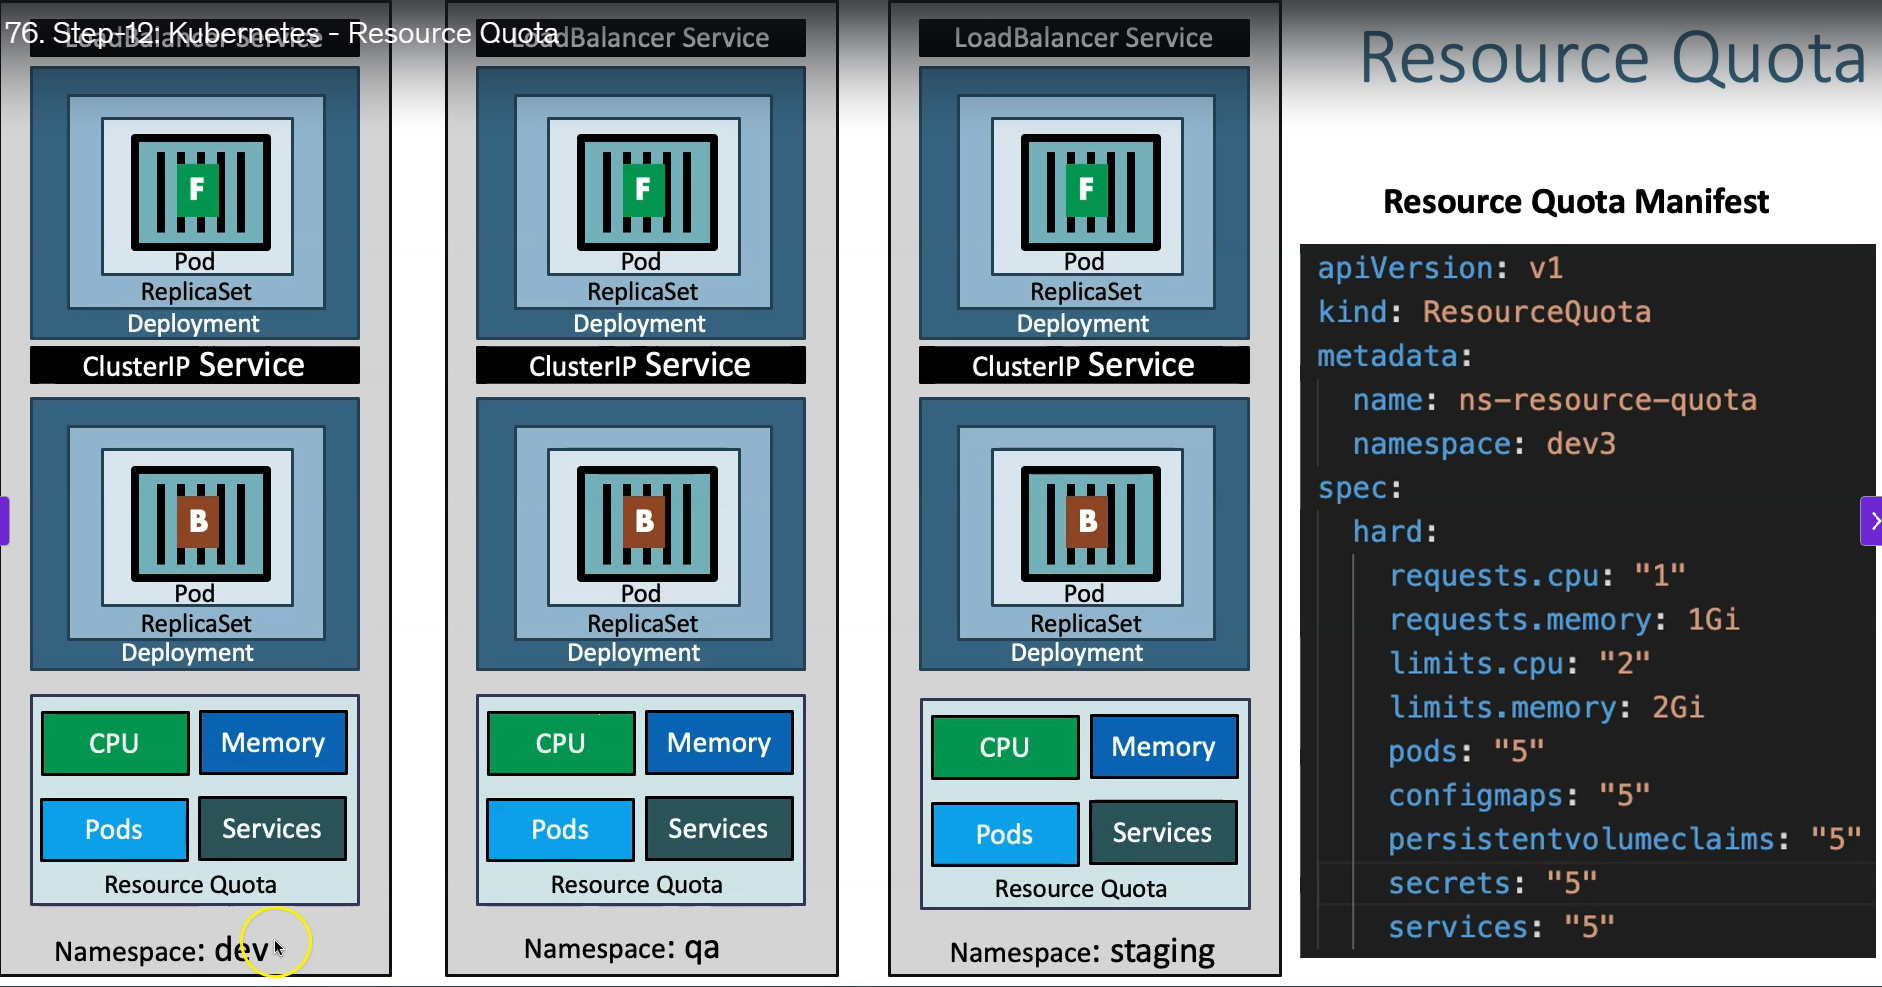 76. Step-12: Kubernetes - Resource Quota
LoadBalancer Service
F
Pod
ReplicaSet
Deployment
ClusterIP Service
B
Pod
ReplicaSet
Deployment
CPU
Memory
Pods
Services
Resource Quota
Namespace: dev
LoadBalancer Service
F
Pod
ReplicaSet
Deployment
ClusterIP Service
B
Pod
ReplicaSet
Deployment
CPU
Memory
Pods
Services
Resource Quota
Namespace: qa
LoadBalancer Service
F
Pod
ReplicaSet
Deployment
ClusterIP Service
B
Pod
ReplicaSet
Deployment
CPU
Memory
Pods
Services
Resource Quota
Namespace: staging
Resource Quota
Resource Quota Manifest
apiVersion: v1
kind: ResourceQuota
metadata:
name: ns-resource-quota
namespace: dev3
spec:
hard:
requests.cpu: "1"
requests.memory: 1Gi
limits.cpu: "2"
limits.memory: 2Gi
pods: "5"
configmaps: "5"
persistentvolumeclaims: "5"
secrets: "5"
services: "5"